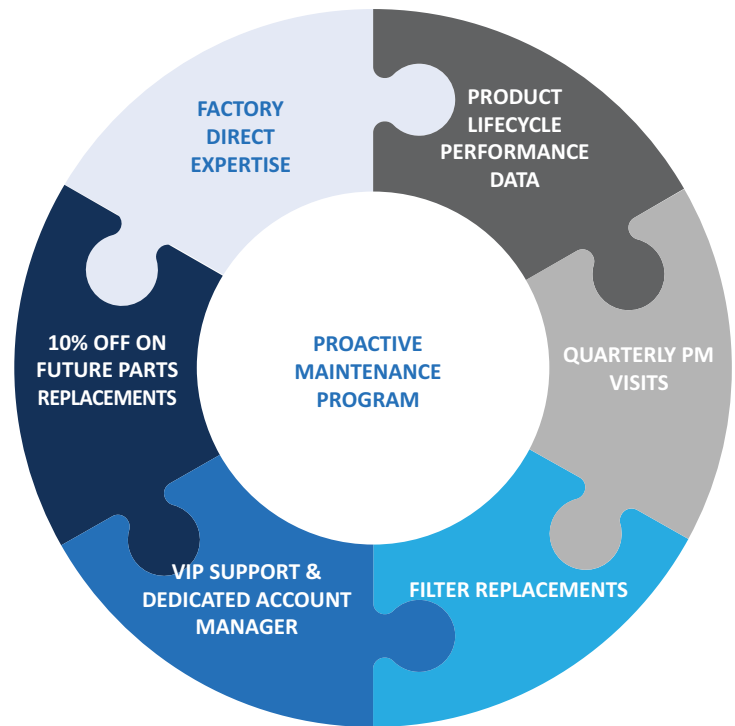 FACTORY
DIRECT
EXPERTISE
PRODUCT
LIFECYCLE
PERFORMANCE
DATA
10% OFF ON
FUTURE PARTS
REPLACEMENTS
PROACTIVE
MAINTENANCE
PROGRAM
QUARTERLY PM
VISITS
VIP SUPPORT &
DEDICATED ACCOUNT
MANAGER
FILTER REPLACEMENTS